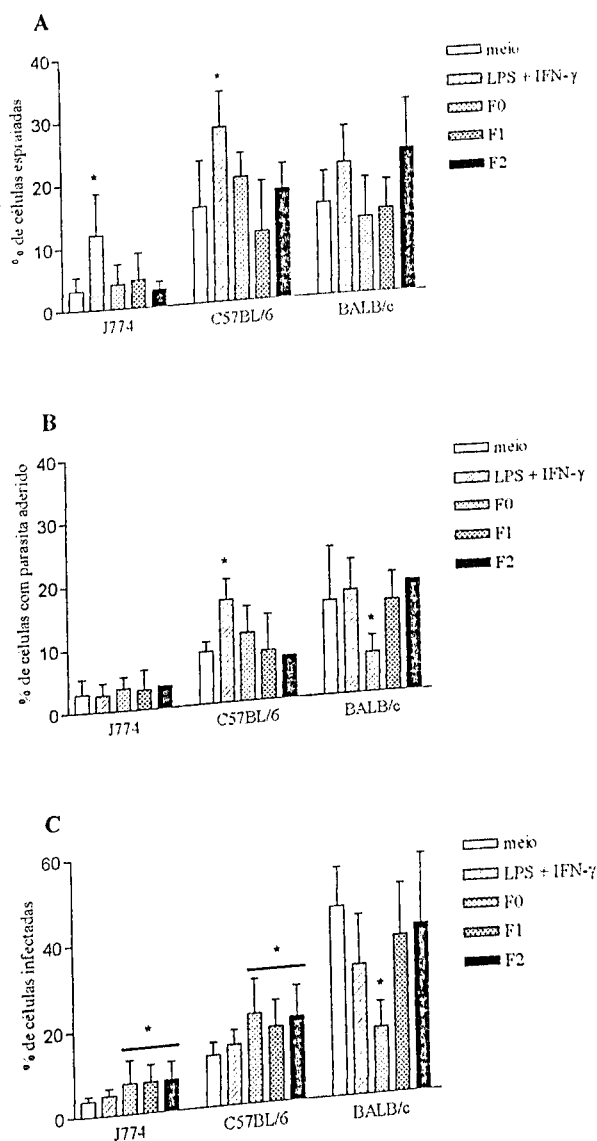 A
% de células espraiadas
40
30
20
10
0
*
*
J774
C57BL/6
BALB/c
meio
LPS + IFN-γ
F0
F1
F2
B
% de células com parasita aderido
40
30
20
10
0
*
*
J774
C57BL/6
BALB/c
meio
LPS + IFN-γ
F0
F1
F2
C
% de células infectadas
60
40
20
0
*
*
*
J774
C57BL/6
BALB/c
meio
LPS + IFN-γ
F0
F1
F2